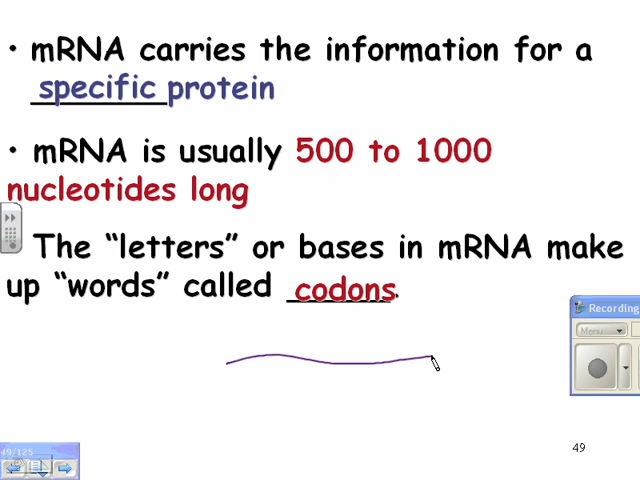 • mRNA carries the information for a
specific protein
• mRNA is usually 500 to 1000
nucleotides long
The “letters” or bases in mRNA make
up “words” called codons.
Recording
Menu
49
49/125